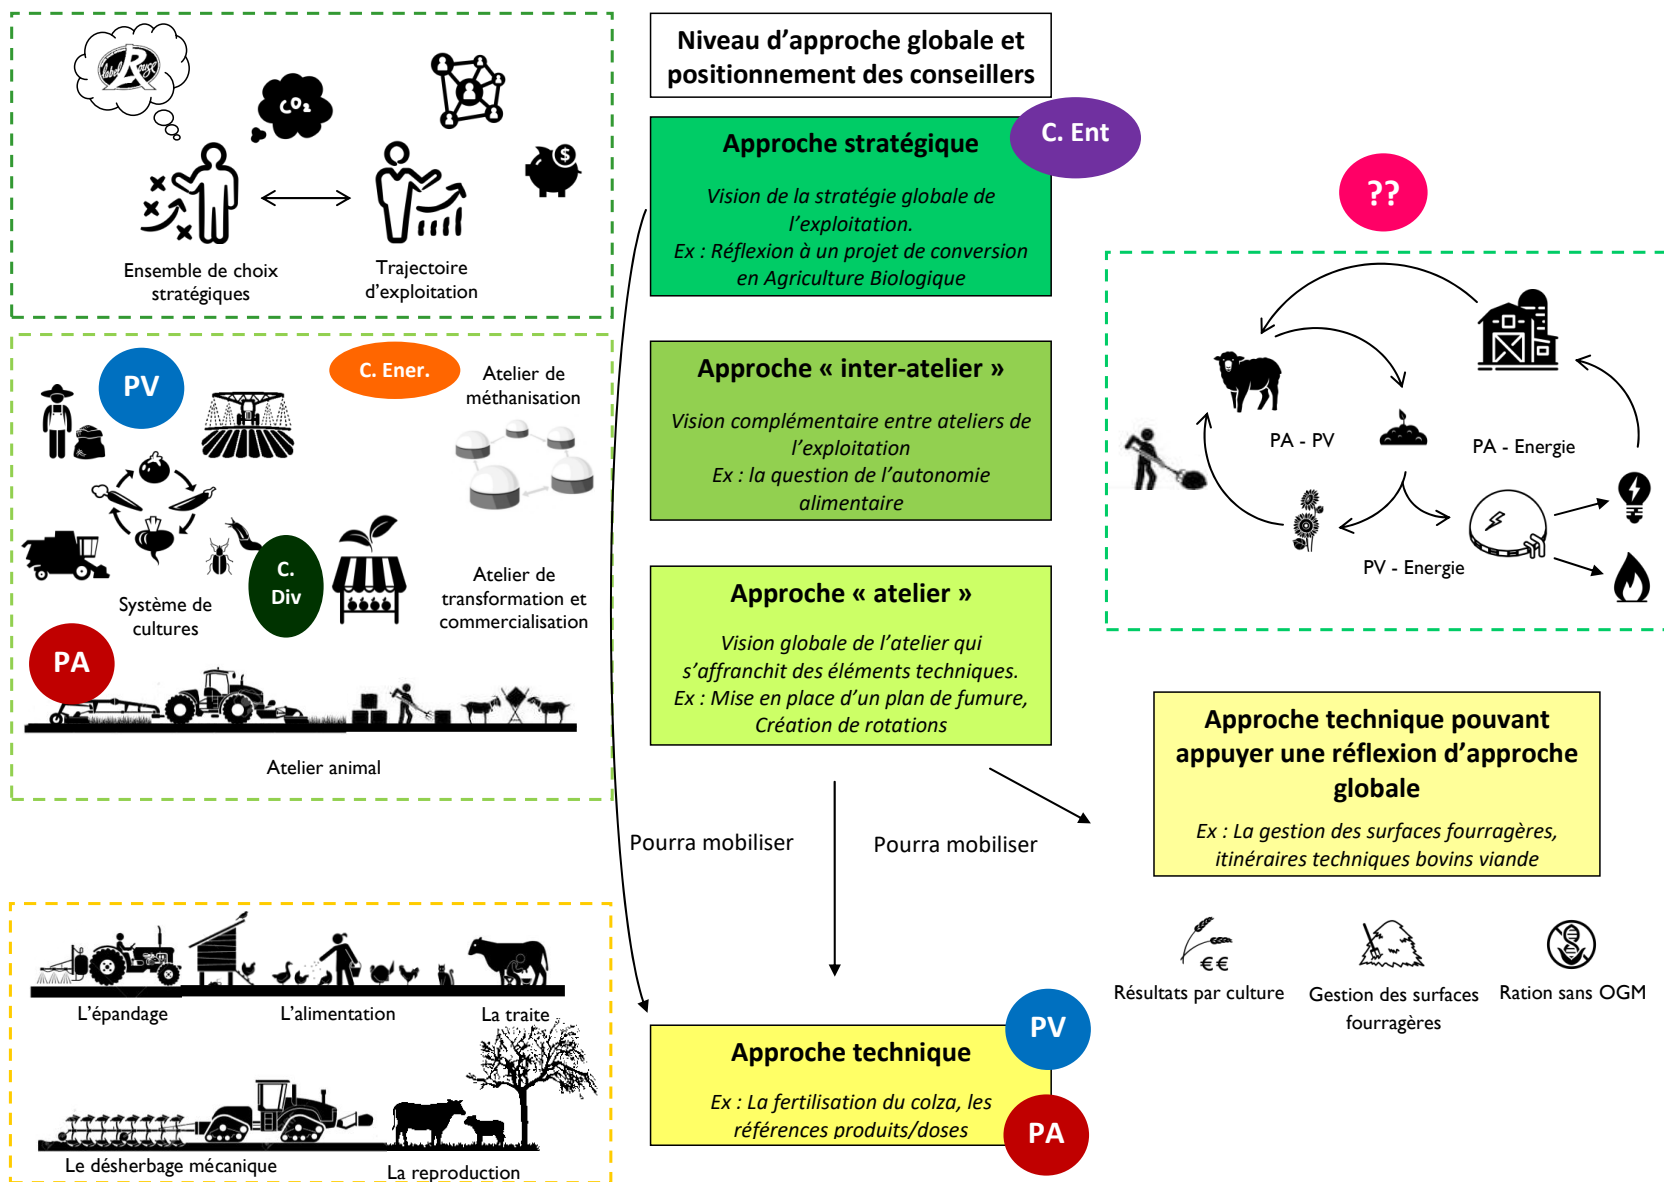 Niveau d’approche globale et
positionnement des conseillers
label
Rouge
CO₂
$
Ensemble de choix
stratégiques
Trajectoire
d’exploitation
C. Ent
Approche stratégique
Vision de la stratégie globale de
l’exploitation.
Ex : Réflexion à un projet de conversion
en Agriculture Biologique
??
PV
C. Ener.
Atelier de
méthanisation
C.
Div
Système de
cultures
Atelier de
transformation et
commercialisation
PA
Atelier animal
Approche « inter-atelier »
Vision complémentaire entre ateliers de
l’exploitation
Ex : la question de l’autonomie
alimentaire
PA - PV
PA - Energie
PV - Energie
Approche « atelier »
Vision globale de l’atelier qui
s’affranchit des éléments techniques.
Ex : Mise en place d’un plan de fumure,
Création de rotations
Pourra mobiliser
Pourra mobiliser
Approche technique pouvant
appuyer une réflexion d’approche
globale
Ex : La gestion des surfaces fourragères,
itinéraires techniques bovins viande
€€
Résultats par culture
Gestion des surfaces
fourragères
Ration sans OGM
L’épandage
L’alimentation
La traite
Le désherbage mécanique
La reproduction
PV
Approche technique
Ex : La fertilisation du colza, les
références produits/doses
PA